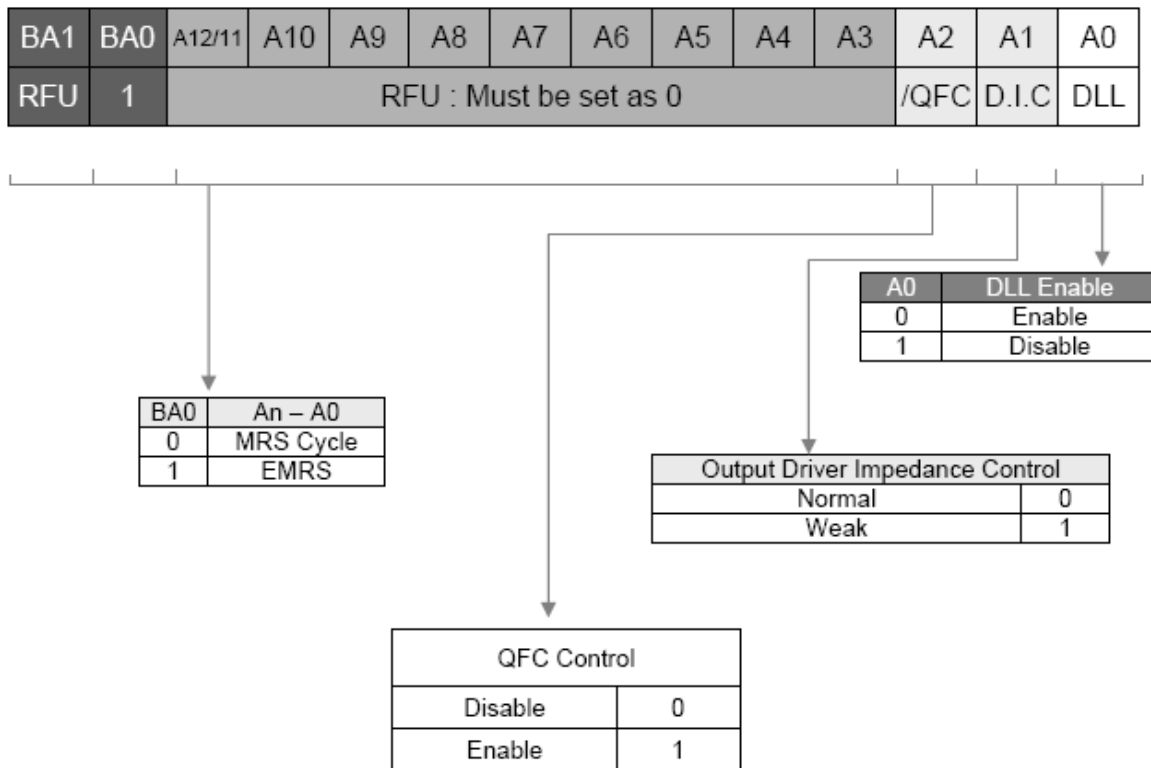 BA1 BA0 A12/11 A10 A9 A8 A7 A6 A5 A4 A3 A2 A1 A0
RFU 1 RFU : Must be set as 0 /QFC D.I.C DLL
A0 DLL Enable
0 Enable
1 Disable
BA0 An – A0
0 MRS Cycle
1 EMRS
Output Driver Impedance Control
Normal 0
Weak 1
QFC Control
Disable 0
Enable 1